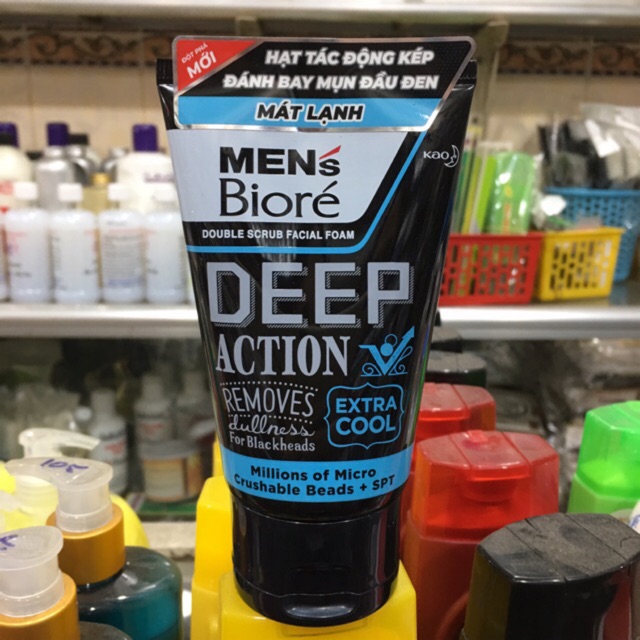 ĐỘT PHÁ
MỚI
HẠT TÁC ĐỘNG KÉP
ĐÁNH BAY MỤN ĐẦU ĐEN
MÁT LẠNH
MEN's
Bioré
Kao
DOUBLE SCRUB FACIAL FOAM
DEEP
ACTION
REMOVES
dullness
For Blackheads
EXTRA
COOL
Millions of Micro
Crushable Beads + SPT
105